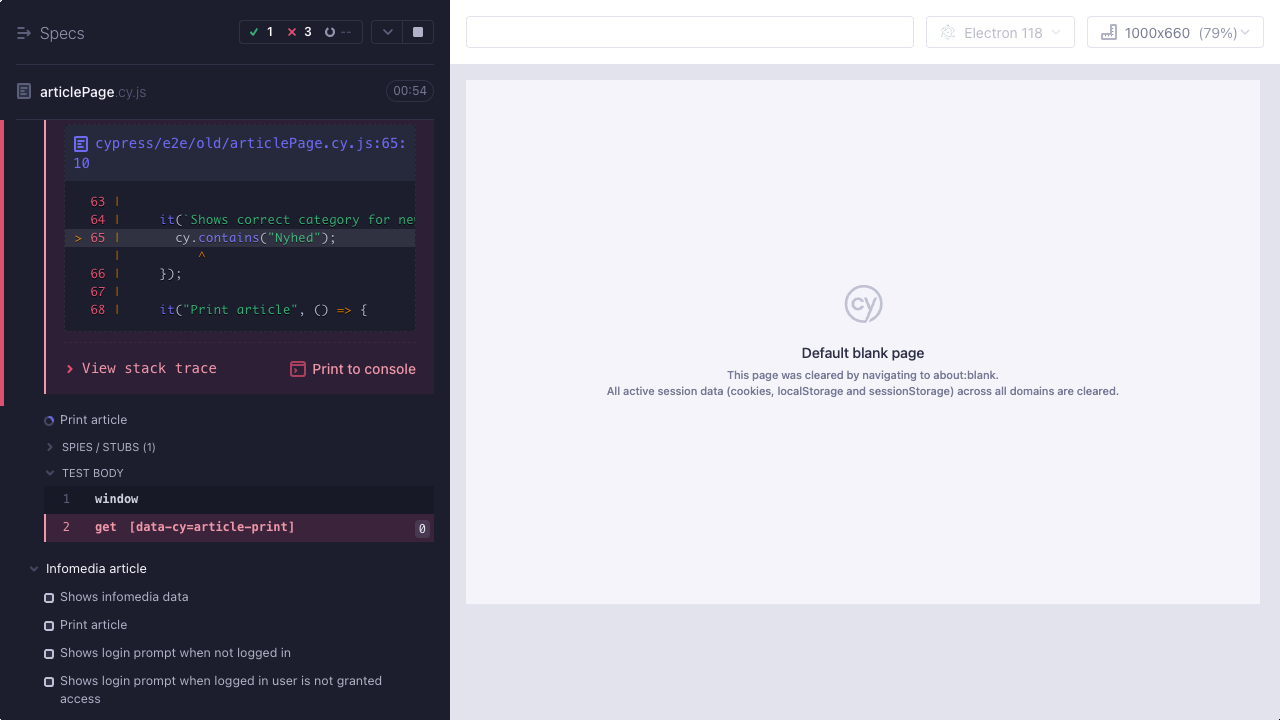 Specs
1 3 --
articlePage.cy.js 00:54
cypress/e2e/old/articlePage.cy.js:65:
10
63 |
64 | it(`Shows correct category for
> 65 | cy.contains("Nyhed");
| ^
66 | });
67 |
68 | it("Print article", () => {
View stack trace
Print to console
Print article
SPIES / STUBS (1)
TEST BODY
1 window
2 get [data-cy=article-print] 0
Infomedia article
Shows infomedia data
Print article
Shows login prompt when not logged in
Shows login prompt when logged in user is not granted
access
Electron 118
1000x660 (79%)
cy
Default blank page
This page was cleared by navigating to about:blank.
All active session data (cookies, localStorage and sessionStorage) across all domains are cleared.